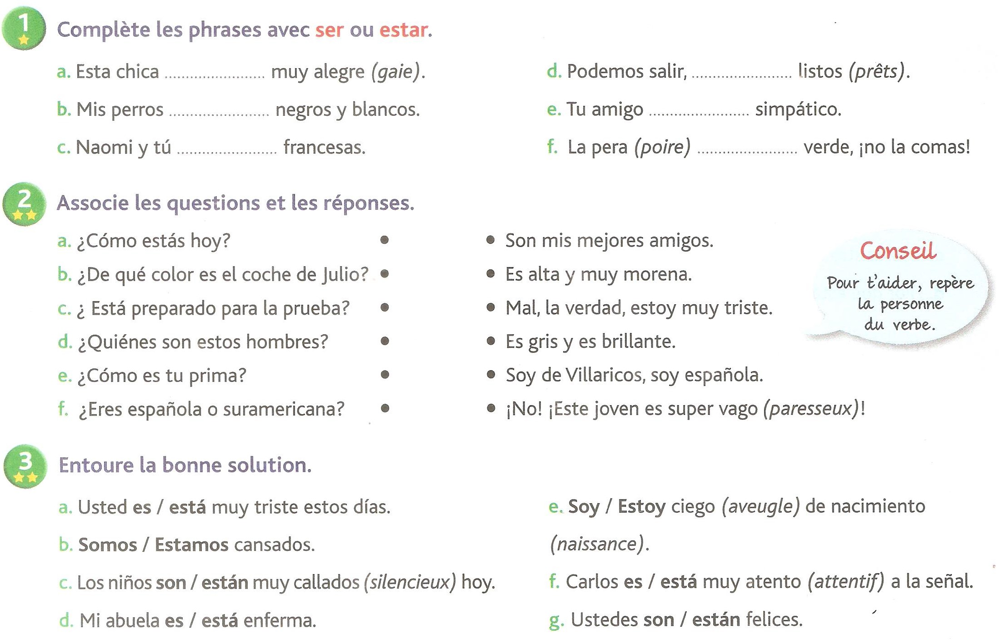 1
Complète les phrases avec ser ou estar.
a. Esta chica ........................ muy alegre (gaie).
b. Mis perros ........................ negros y blancos.
c. Naomi y tú ........................ francesas.
d. Podemos salir, ........................ listos (prêts).
e. Tu amigo ........................ simpático.
f. La pera (poire) ........................ verde, ¡no la comas!
2
Associe les questions et les réponses.
a. ¿Cómo estás hoy?
b. ¿De qué color es el coche de Julio?
c. ¿ Está preparado para la prueba?
d. ¿Quiénes son estos hombres?
e. ¿Cómo es tu prima?
f. ¿Eres española o suramericana?
• Son mis mejores amigos.
• Es alta y muy morena.
• Mal, la verdad, estoy muy triste.
• Es gris y es brillante.
• Soy de Villaricos, soy española.
• ¡No! ¡Este joven es super vago (paresseux)!
Conseil
Pour t'aider, repère
la personne
du verbe.
3
Entoure la bonne solution.
a. Usted es / está muy triste estos días.
b. Somos / Estamos cansados.
c. Los niños son / están muy callados (silencieux) hoy.
d. Mi abuela es / está enferma.
e. Soy / Estoy ciego (aveugle) de nacimiento
(naissance).
f. Carlos es / está muy atento (attentif) a la señal.
g. Ustedes son / están felices.